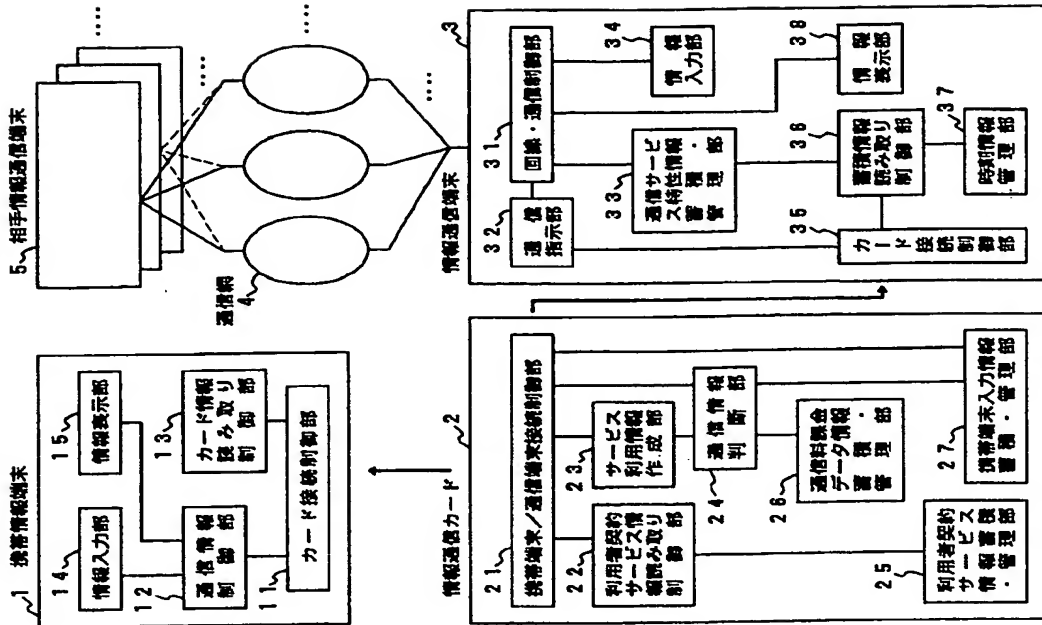 1
携帯情報端末
14
情報入力部
15
情報表示部
12
通信情報
制御部
13
カード情報
読み取り
制御部
11
カード接続制御部
5
相手情報通信端末
....
....
....
....
通信網
4
情報通信カード
2
21
携帯端末/通信端末接続制御部
22
利用者契約
サービス情
報読み取り
制御部
23
サービス
利用情報
作成部
24
通信情報
判断部
25
利用者契約
サービス
情報蓄積
・管理部
26
通信料課金
データ情報
蓄積・
管理部
27
携帯端末入力情報
蓄積・管理部
情報通信端末
3
31
回線・通信制御部
32
通信
指示部
33
通信サービ
ス特性情報
蓄積・
管理部
34
情報
入力部
35
カード接続制御部
36
蓄積情報
読み取り
制御部
37
時刻情報
管理部
38
情報
表示部